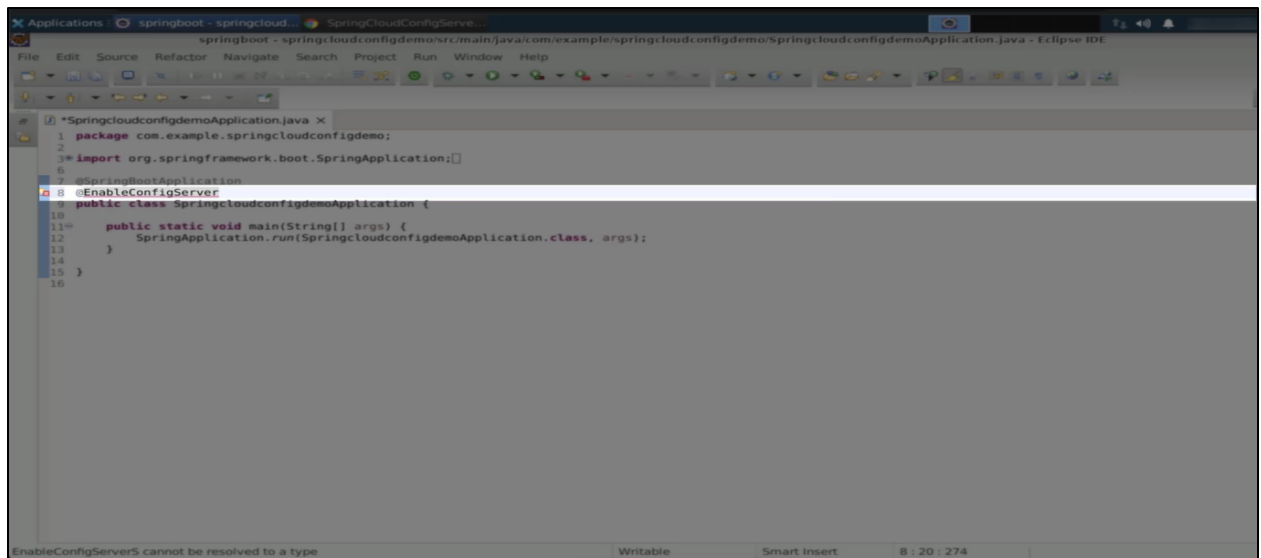 Applications : springboot - springcloud... SpringCloudConfigServe...
springboot - springcloudconfigdemo/src/main/java/com/example/springcloudconfigdemo/SpringcloudconfigdemoApplication.java - Eclipse IDE
File Edit Source Refactor Navigate Search Project Run Window Help
*SpringcloudconfigdemoApplication.java ×
1 package com.example.springcloudconfigdemo;
2
3 import org.springframework.boot.SpringApplication;
6
7 @SpringBootApplication
8 @EnableConfigServer
9 public class SpringcloudconfigdemoApplication {
10
11 public static void main(String[] args) {
12 SpringApplication.run(SpringcloudconfigdemoApplication.class, args);
13 }
14
15 }
16
EnableConfigServerS cannot be resolved to a type Writable Smart Insert 8 : 20 : 274